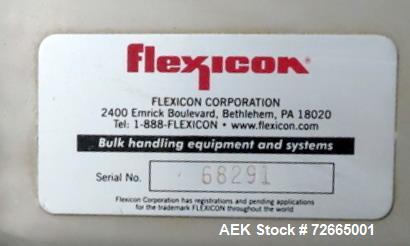 flexicon®
FLEXICON CORPORATION
2400 Emrick Boulevard, Bethlehem, PA 18020
Tel: 1-888-FLEXICON • www.flexicon.com
Bulk handling equipment and systems
Serial No. 68291
Flexicon Corporation has registrations and pending applications
for the trademark FLEXICON throughout the world
AEK Stock # 72665001